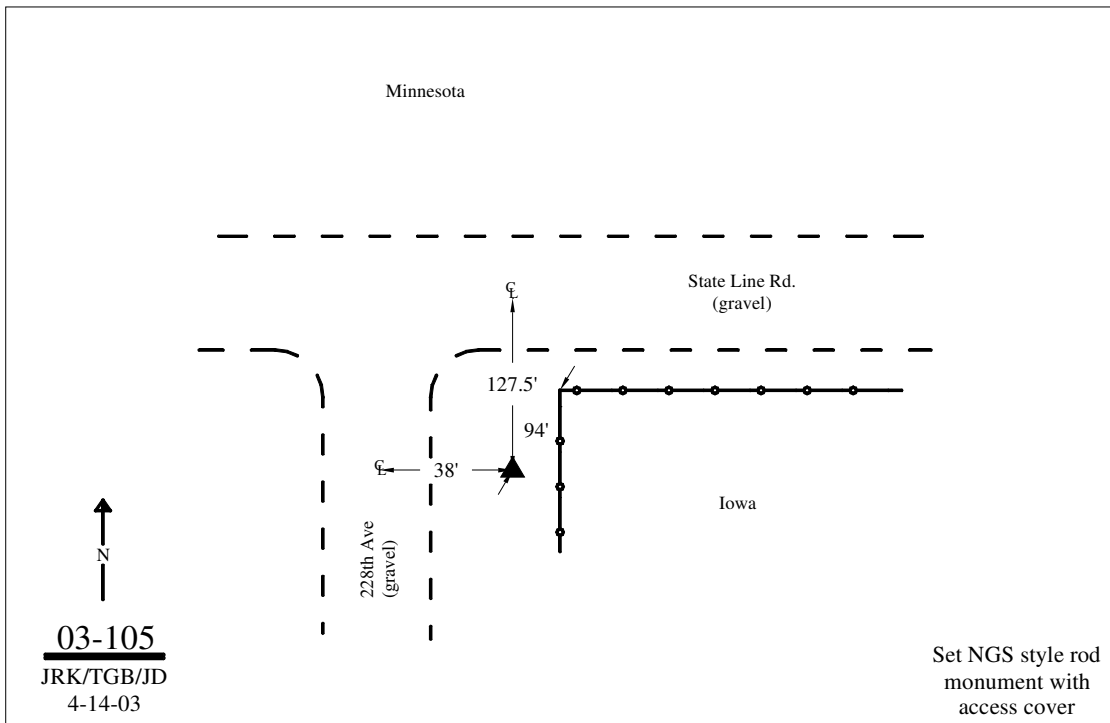 Minnesota
State Line Rd.
(gravel)
℄
127.5'
94'
℄
38'
Iowa
228th Ave
(gravel)
N
03-105
JRK/TGB/JD
4-14-03
Set NGS style rod
monument with
access cover